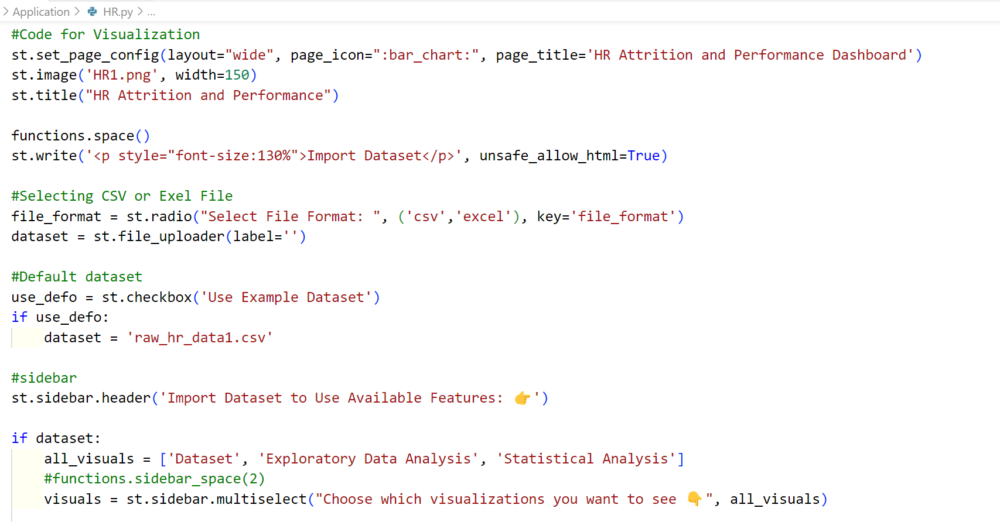 > Application > HR.py > ...
#Code for Visualization
st.set_page_config(layout="wide", page_icon=":bar_chart:", page_title='HR Attrition and Performance Dashboard')
st.image('HR1.png', width=150)
st.title("HR Attrition and Performance")
functions.space()
st.write('<p style="font-size:130%">Import Dataset</p>', unsafe_allow_html=True)
#Selecting CSV or Exel File
file_format = st.radio("Select File Format: ", ('csv','excel'), key='file_format')
dataset = st.file_uploader(label='')
#Default dataset
use_defo = st.checkbox('Use Example Dataset')
if use_defo:
    dataset = 'raw_hr_data1.csv'
#sidebar
st.sidebar.header('Import Dataset to Use Available Features: 👉')
if dataset:
    all_visuals = ['Dataset', 'Exploratory Data Analysis', 'Statistical Analysis']
    #functions.sidebar_space(2)
    visuals = st.sidebar.multiselect("Choose which visualizations you want to see 👇", all_visuals)